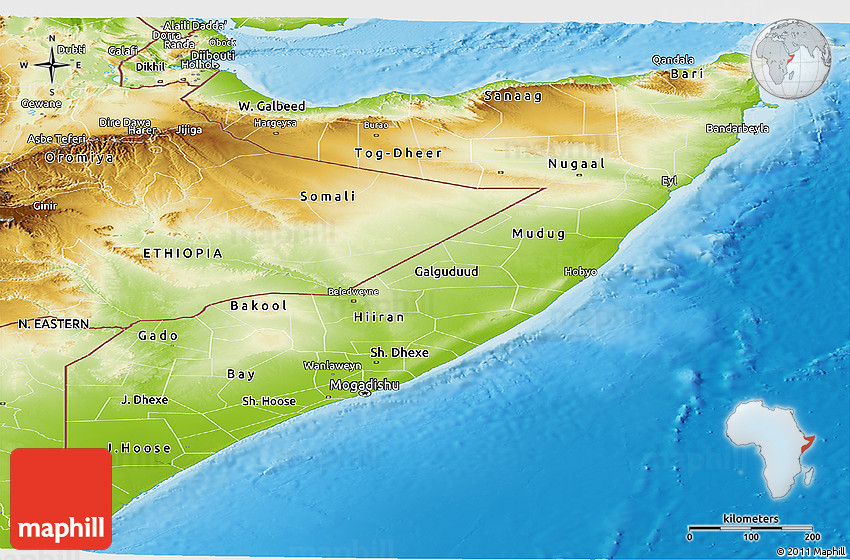 Alaili Dadda'
Dorra
Randa
Obock
N
Dubti
Galafi
Djibouti
Qandala
W
E
Dikhil
Holhol
Bari
S
Sanaag
Gewane
W. Galbeed
Dire Dawa
Hargeysa
Burao
Bandarbeyla
Asbe Teferi
Harer
Jijiga
Oromiya
Tog-Dheer
Nugaal
Eyl
Somali
Ginir
Mudug
maphill
ETHIOPIA
Galguduud
Hobyo
Beledweyne
Bakool
Hiiran
N. EASTERN
Gado
Sh. Dhexe
Wanlaweyn
Bay
Mogadishu
J. Dhexe
Sh. Hoose
J. Hoose
maphill
maphill
kilometers
0 100 200
© 2011 Maphill